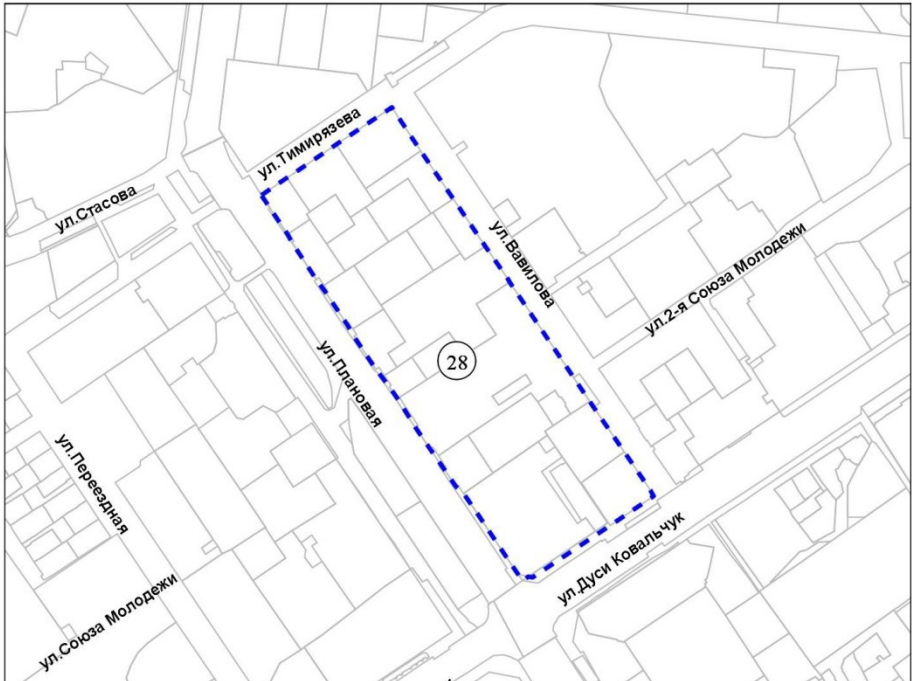 ул.Тимирязева
ул.Стасова
ул.Вавилова
ул.2-я Союза Молодежи
28
ул.Плановая
ул.Переездная
ул.Дуси Ковальчук
ул.Союза Молодежи